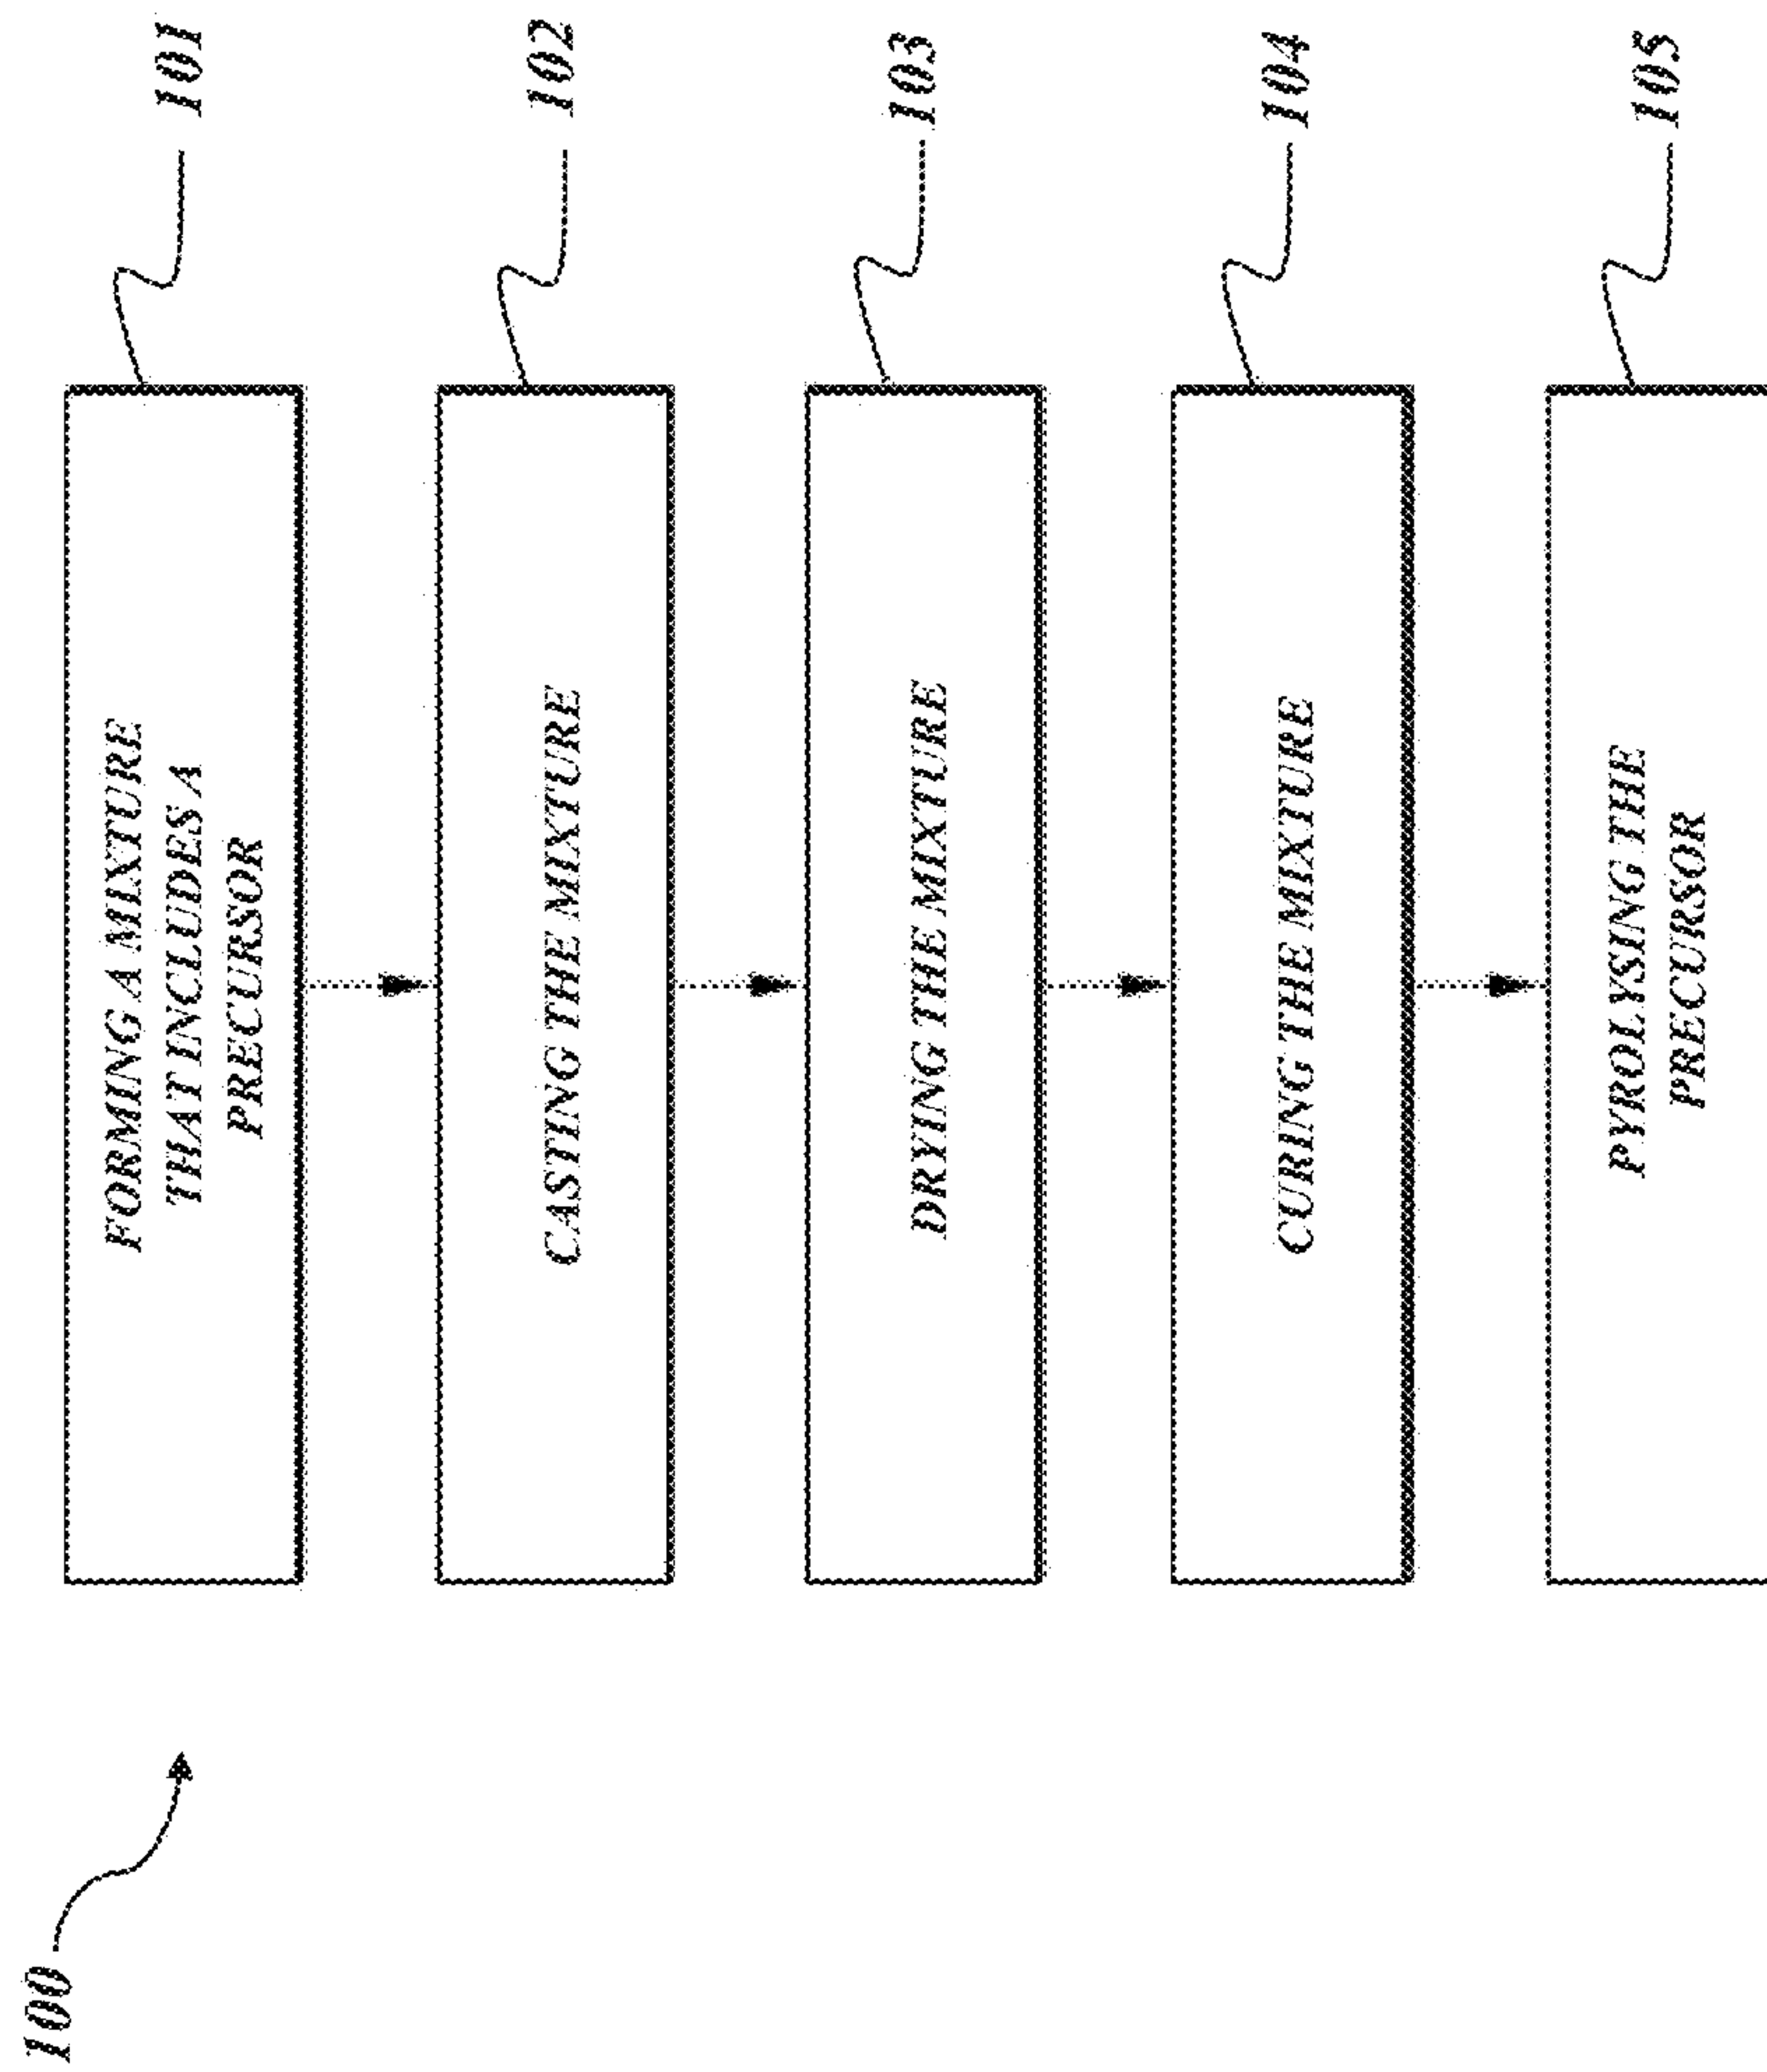 100
FORMING A MIXTURE
THAT INCLUDES A
PRECURSOR
101
CASTING THE MIXTURE
102
DRYING THE MIXTURE
103
CURING THE MIXTURE
104
PYROLYSING THE
PRECURSOR
105